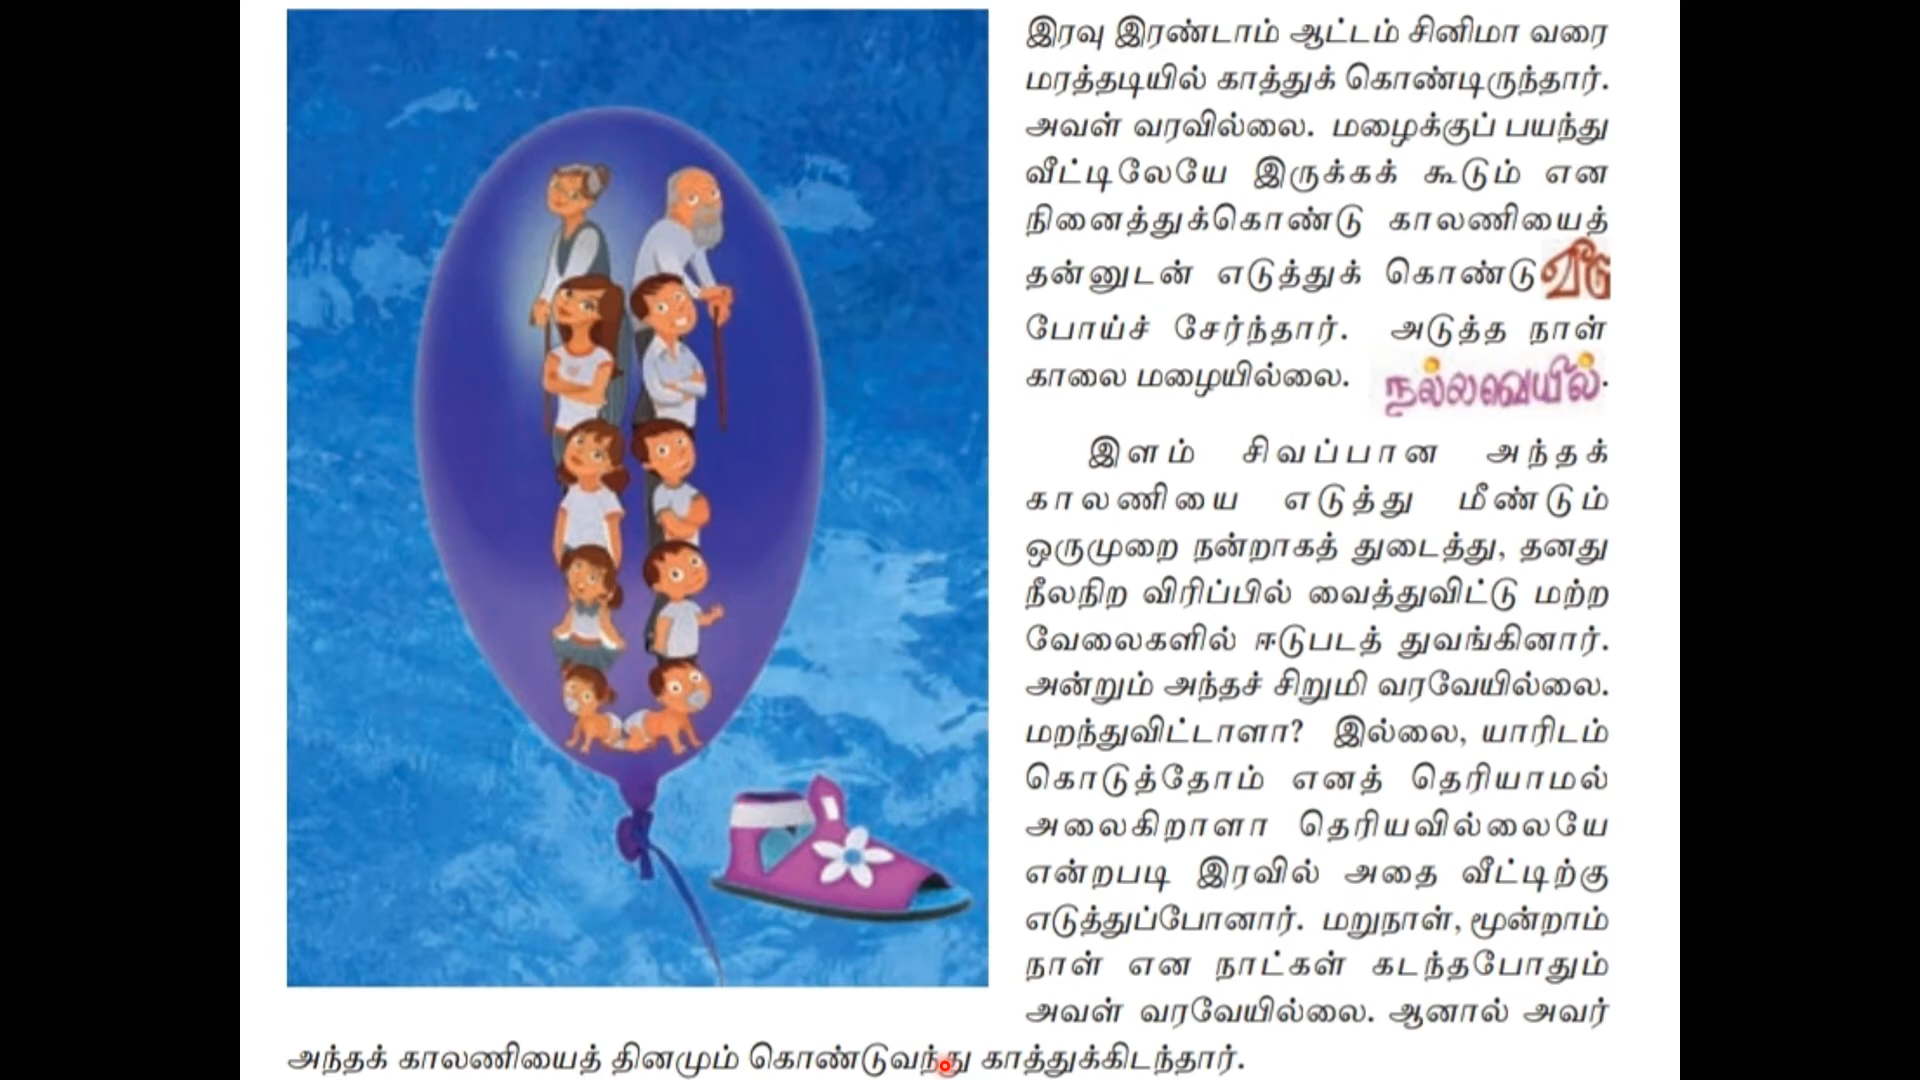 இரவு இரண்டாம் ஆட்டம் சினிமா வரை
மரத்தடியில் காத்துக் கொண்டிருந்தார்.
அவள் வரவில்லை. மழைக்குப் பயந்து
வீட்டிலேயே இருக்கக் கூடும் என
நினைத்துக்கொண்டு காலணியைத்
தன்னுடன் எடுத்துக் கொண்டு வீடு
போய்ச் சேர்ந்தார். அடுத்த நாள்
காலை மழையில்லை. நல்லவெயில்.
இளம் சிவப்பான அந்தக்
காலணியை எடுத்து மீண்டும்
ஒருமுறை நன்றாகத் துடைத்து, தனது
நீலநிற விரிப்பில் வைத்துவிட்டு மற்ற
வேலைகளில் ஈடுபடத் துவங்கினார்.
அன்றும் அந்தச் சிறுமி வரவேயில்லை.
மறந்துவிட்டாளா? இல்லை, யாரிடம்
கொடுத்தோம் எனத் தெரியாமல்
அலைகிறாளா தெரியவில்லையே
என்றபடி இரவில் அதை வீட்டிற்கு
எடுத்துப்போனார். மறுநாள், மூன்றாம்
நாள் என நாட்கள் கடந்தபோதும்
அவள் வரவேயில்லை. ஆனால் அவர்
அந்தக் காலணியைத் தினமும் கொண்டுவந்து காத்துக்கிடந்தார்.